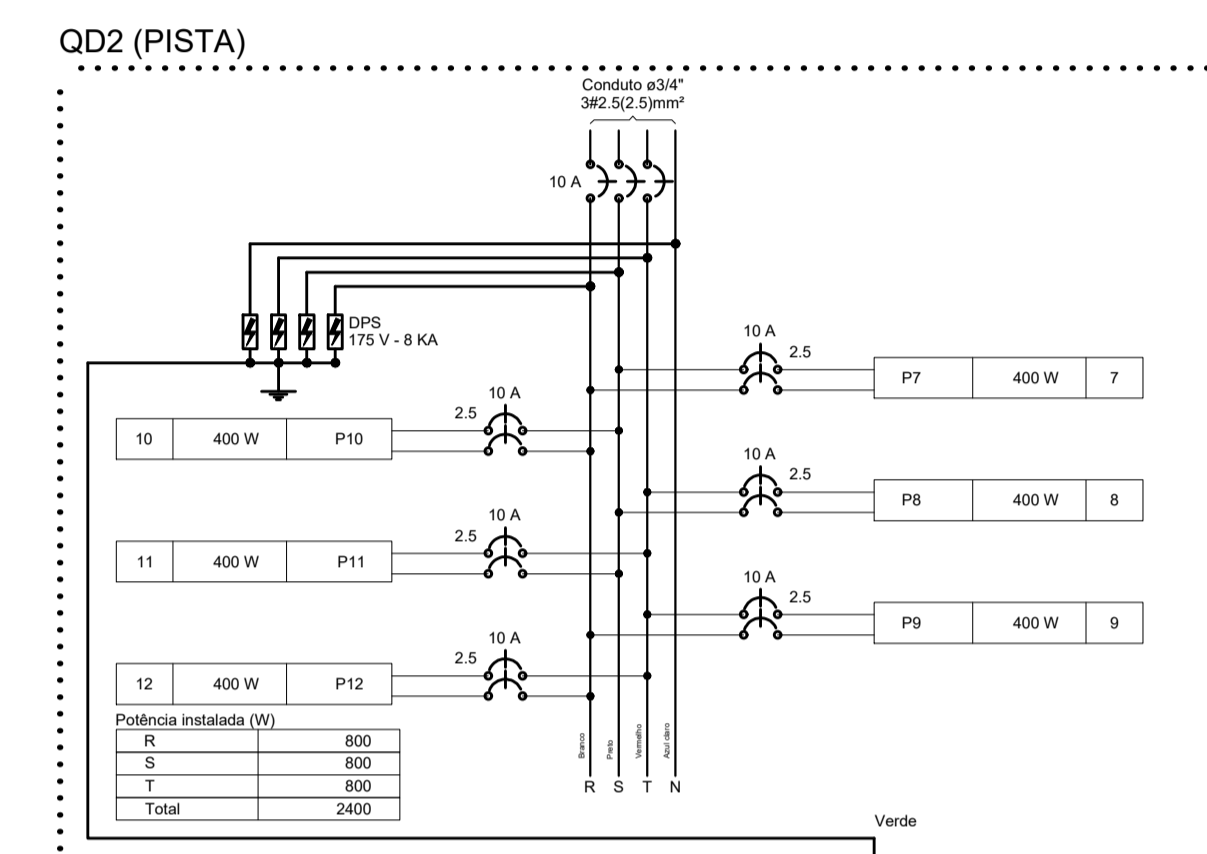 QD2 (PISTA)
Conduto ø3/4"
3#2.5(2.5)mm²
10 A
DPS
175 V - 8 KA
10 A
2.5
P7 400 W 7
10 A
2.5
10 400 W P10
10 A
2.5
P8 400 W 8
10 A
2.5
11 400 W P11
10 A
2.5
P9 400 W 9
10 A
2.5
12 400 W P12
Potência instalada (W)
R 800
S 800
T 800
Total 2400
Branco
Preto
Vermelho
Azul claro
R S T N
Verde